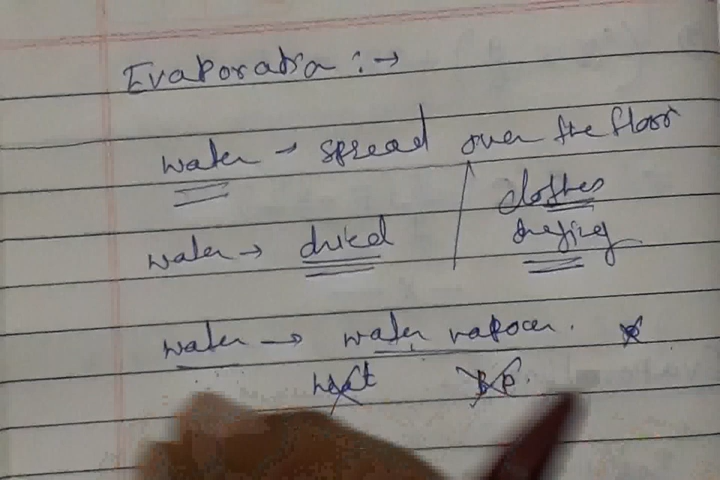 Evaporation :→
water → spread over the floor
clothes
water → dried
drying
water → water vapour.
heat B.P.